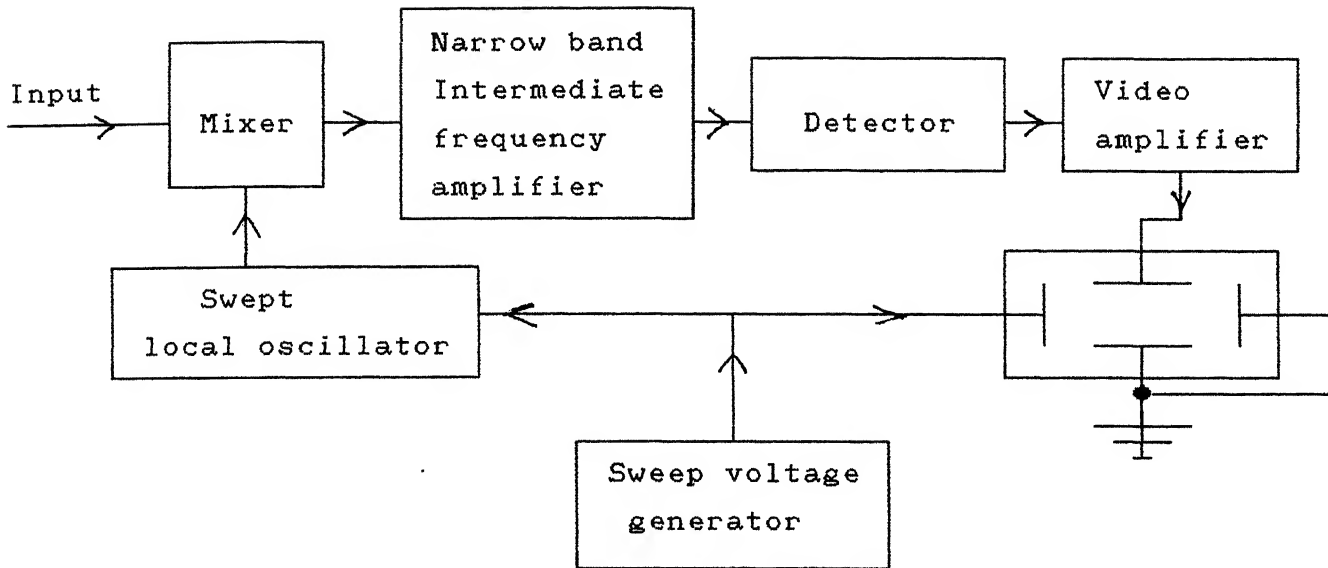 Input
Mixer
Narrow band
Intermediate
frequency
amplifier
Detector
Video
amplifier
Swept
local oscillator
Sweep voltage
generator